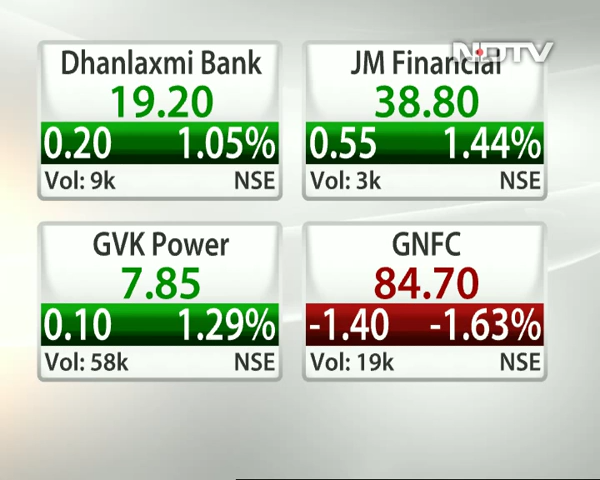 NDTV
Dhanlaxmi Bank
19.20
0.20 1.05%
Vol: 9k NSE
JM Financial
38.80
0.55 1.44%
Vol: 3k NSE
GVK Power
7.85
0.10 1.29%
Vol: 58k NSE
GNFC
84.70
-1.40 -1.63%
Vol: 19k NSE